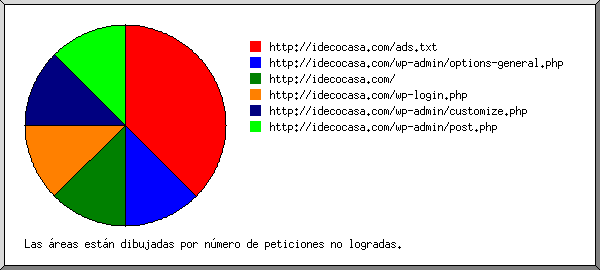 http://idecocasa.com/ads.txt
http://idecocasa.com/wp-admin/options-general.php
http://idecocasa.com/
http://idecocasa.com/wp-login.php
http://idecocasa.com/wp-admin/customize.php
http://idecocasa.com/wp-admin/post.php
Las áreas están dibujadas por número de peticiones no logradas.